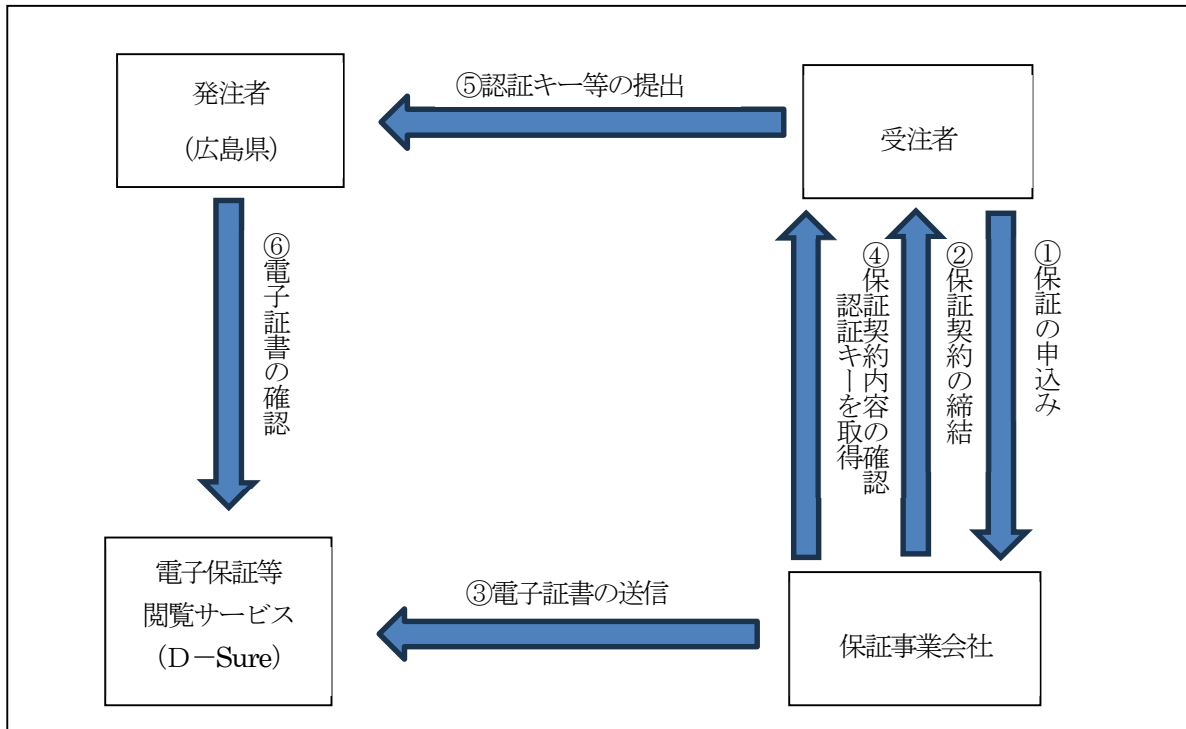 発注者
（広島県）
⑤認証キー等の提出
受注者
⑥電子証書の確認
④保証契約内容の確認
認証キーを取得
②保証契約の締結
①保証の申込み
電子保証等
閲覧サービス
（D－Sure）
③電子証書の送信
保証事業会社